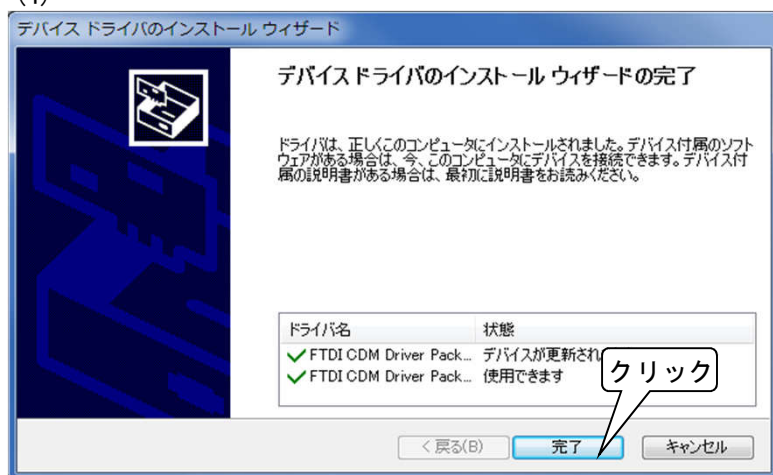 デバイス ドライバのインストール ウィザード
デバイス ドライバのインストール ウィザードの完了
ドライバは、正しくこのコンピュータにインストールされました。デバイス付属のソフト
ウェアがある場合は、今、このコンピュータにデバイスを接続できます。デバイス付
属の説明書がある場合は、最初に説明書をお読みください。
ドライバ名 状態
FTDI CDM Driver Pack... デバイスが更新され
FTDI CDM Driver Pack... 使用できます
クリック
< 戻る(B) 完了 キャンセル